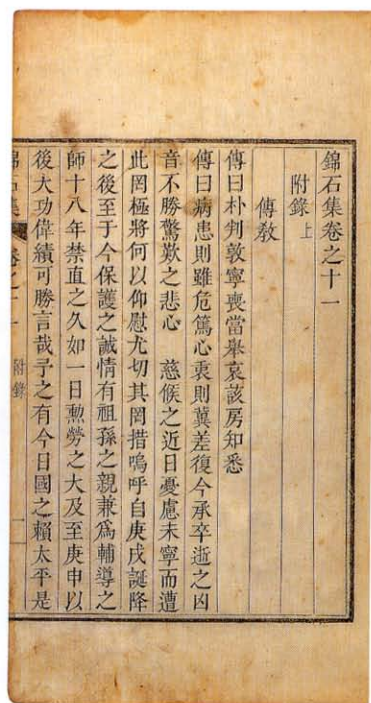 錦石集卷之十一
附錄上
傳敎
傳曰朴判敦寧喪當舉哀該房知悉
傳曰病患則雖危篤心裏則冀差復今承卒逝之凶
音不勝驚歎之悲心 慈候之近日憂慮未寧而遭
此罔極將何以仰慰尤切其罔措嗚呼自庚戌誕降
之後至于今保護之誠情有祖孫之親兼爲輔導之
師十八年禁直之久如一日勲勞之大及至庚申以
後大功偉績可勝言哉予之有今日國之賴太平是
錦石集 卷之十一 附錄 一